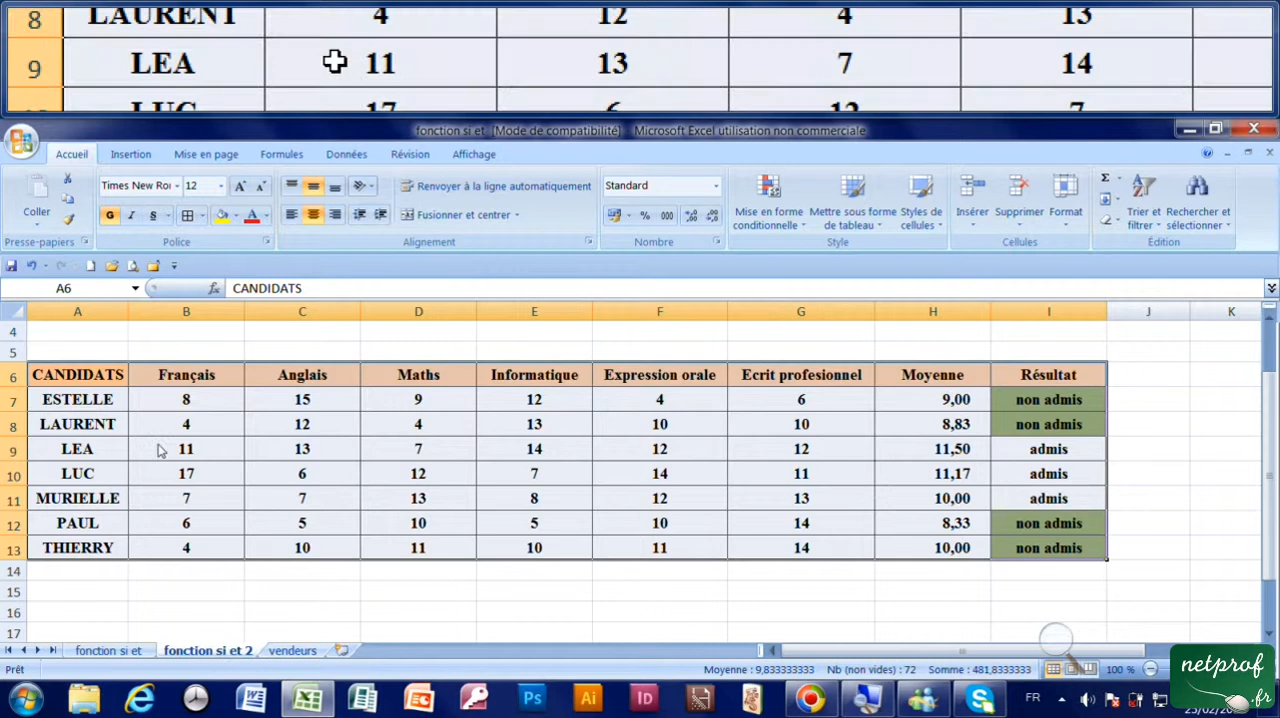 8 LAURENT 4 12 4 13
9 LEA 11 13 7 14
LUC 17 6 12 7
fonction si et [Mode de compatibilité] - Microsoft Excel utilisation non commerciale
Accueil Insertion Mise en page Formules Données Révision Affichage
Times New Ro 12 Renvoyer à la ligne automatiquement Standard
Coller G I S A Fusionner et centrer % 000
Mise en forme conditionnelle Mettre sous forme de tableau Styles de cellules Insérer Supprimer Format Σ Trier et filtrer Rechercher et sélectionner
Presse-papiers Police Alignement Nombre Style Cellules Édition
A6 fx CANDIDATS
A B C D E F G H I J K
4
5
6 CANDIDATS Français Anglais Maths Informatique Expression orale Ecrit profesionnel Moyenne Résultat
7 ESTELLE 8 15 9 12 4 6 9,00 non admis
8 LAURENT 4 12 4 13 10 10 8,83 non admis
9 LEA 11 13 7 14 12 12 11,50 admis
10 LUC 17 6 12 7 14 11 11,17 admis
11 MURIELLE 7 7 13 8 12 13 10,00 admis
12 PAUL 6 5 10 5 10 14 8,33 non admis
13 THIERRY 4 10 11 10 11 14 10,00 non admis
14
15
16
17
fonction si et fonction si et 2 vendeurs
Prêt Moyenne : 9,833333333 Nb (non vides) : 72 Somme : 481,8333333 100 %
Ps Ai Id FR
netprof
.fr